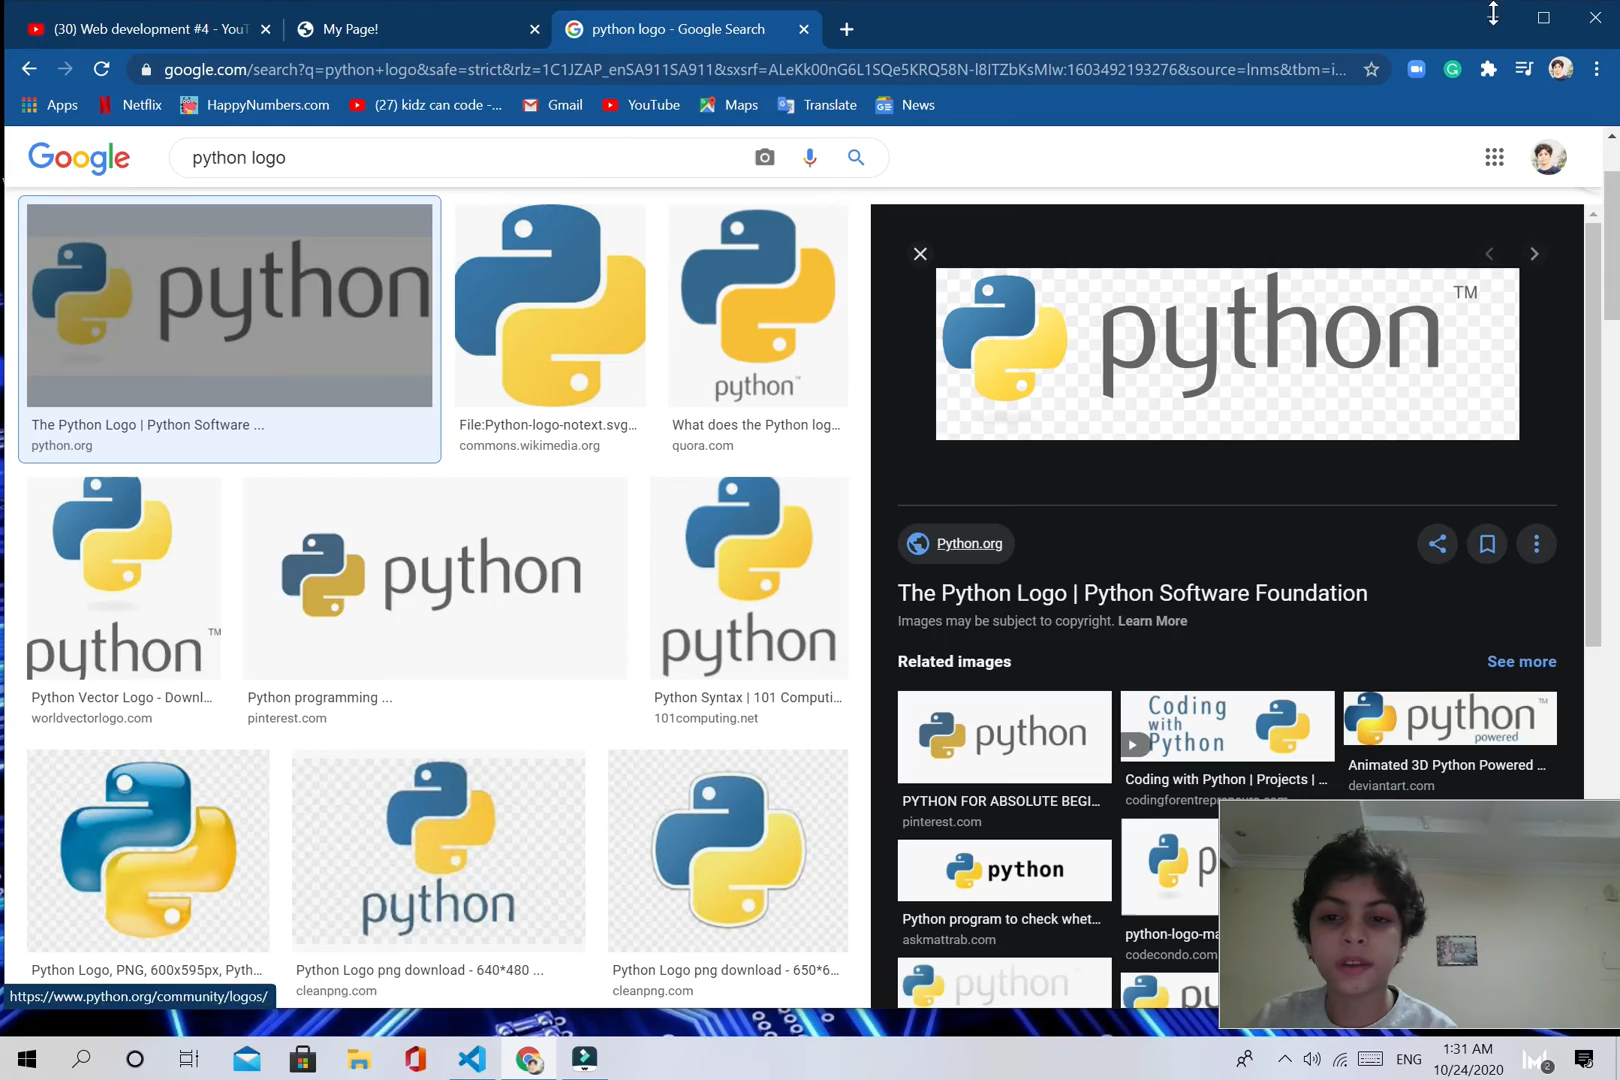 (30) Web development #4 - YouT
My Page!
python logo - Google Search
google.com/search?q=python+logo&safe=strict&rlz=1C1JZAP_enSA911SA911&sxsrf=ALeKk00nG6L1SQe5KRQ58N-l8ITZbKsMIw:1603492193276&source=lnms&tbm=i...
Apps
Netflix
HappyNumbers.com
(27) kidz can code -...
Gmail
YouTube
Maps
Translate
News
Google
python logo
python
The Python Logo | Python Software ...
python.org
File:Python-logo-notext.svg...
commons.wikimedia.org
python™
What does the Python log...
quora.com
python™
Python Vector Logo - Downl...
worldvectorlogo.com
python
Python programming ...
pinterest.com
python
Python Syntax | 101 Computi...
101computing.net
Python Logo, PNG, 600x595px, Pyth...
python
Python Logo png download - 640*480 ...
cleanpng.com
Python Logo png download - 650*6...
cleanpng.com
https://www.python.org/community/logos/
python™
Python.org
The Python Logo | Python Software Foundation
Images may be subject to copyright. Learn More
Related images
See more
python
PYTHON FOR ABSOLUTE BEGI...
pinterest.com
Coding
with
Python
Coding with Python | Projects | ...
python™
powered
Animated 3D Python Powered ...
deviantart.com
python
Python program to check whet...
askmattrab.com
python-logo-ma
codecondo.com
python
ENG
1:31 AM
10/24/2020
2